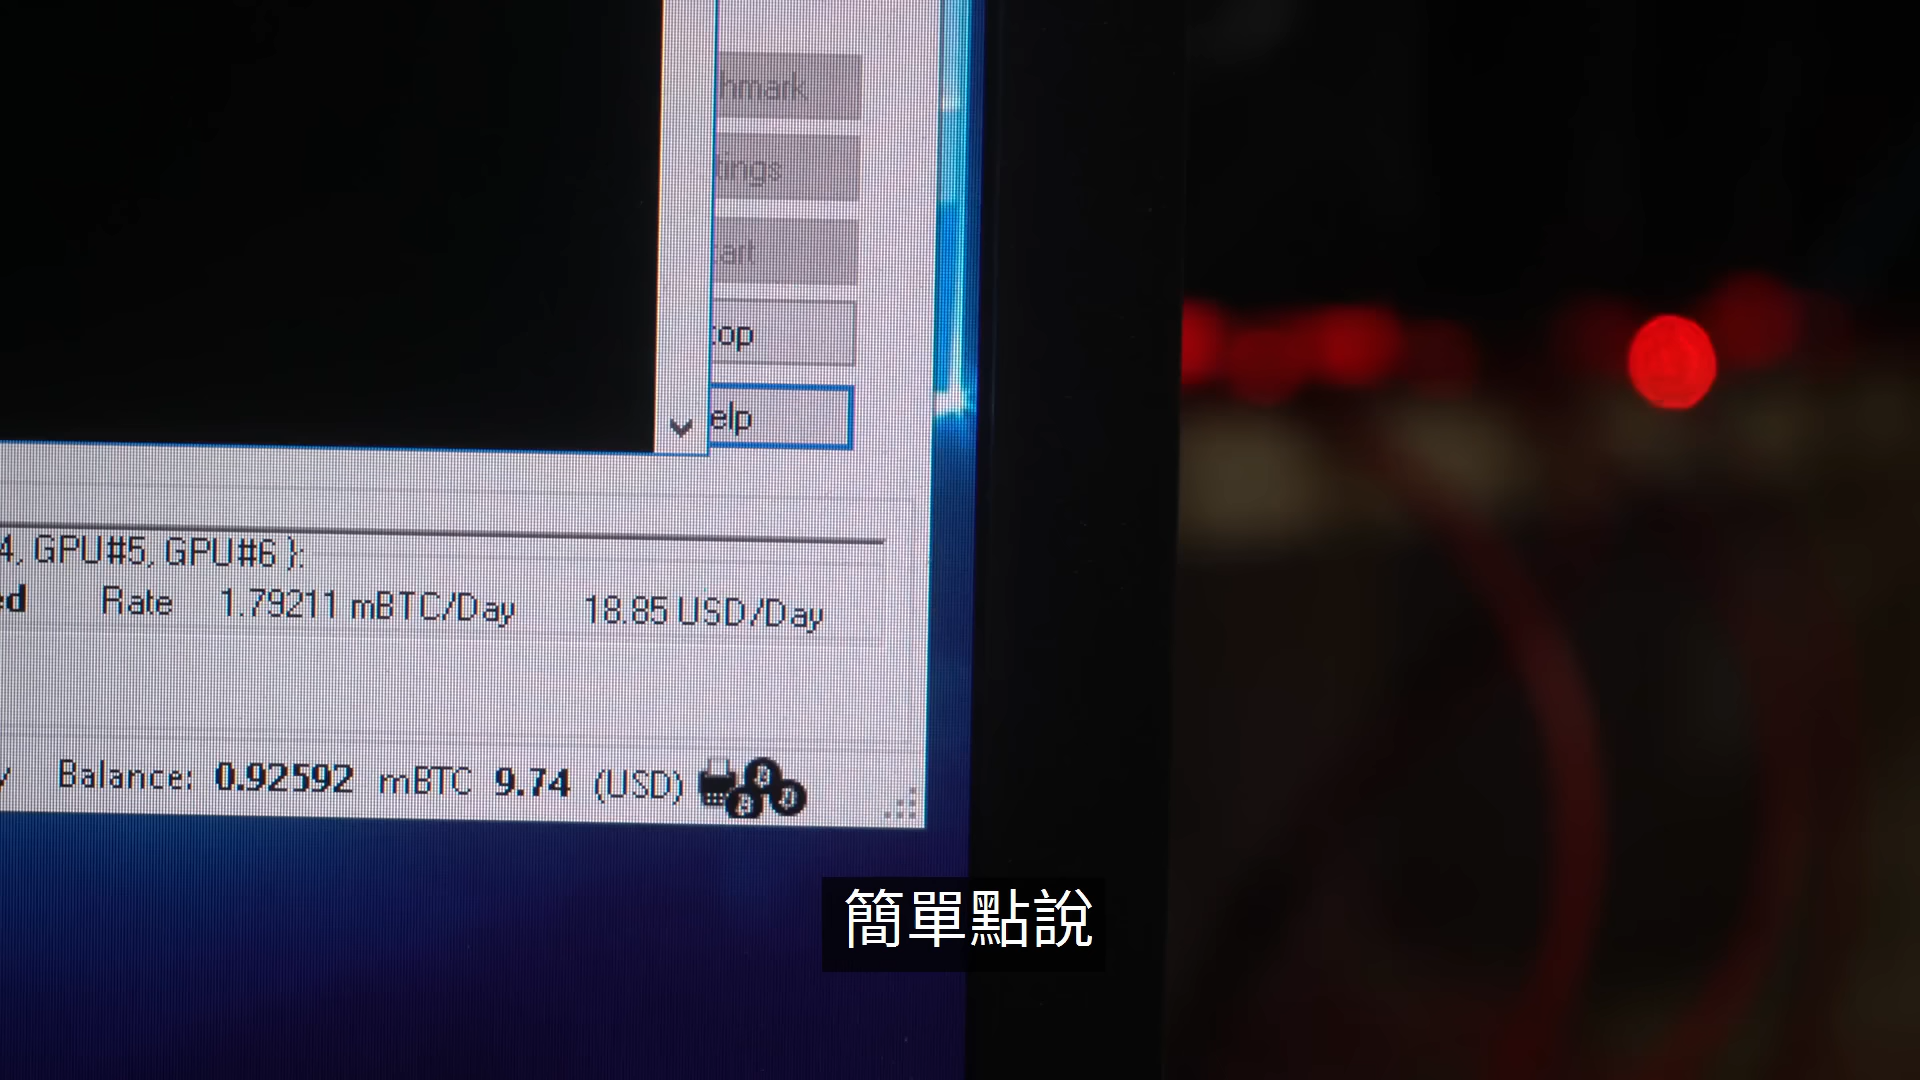 hmark
tings
art
top
elp
4, GPU#5, GPU#6 }:
ed Rate 1.79211 mBTC/Day 18.85 USD/Day
y Balance: 0.92592 mBTC 9.74 (USD)
簡單點說